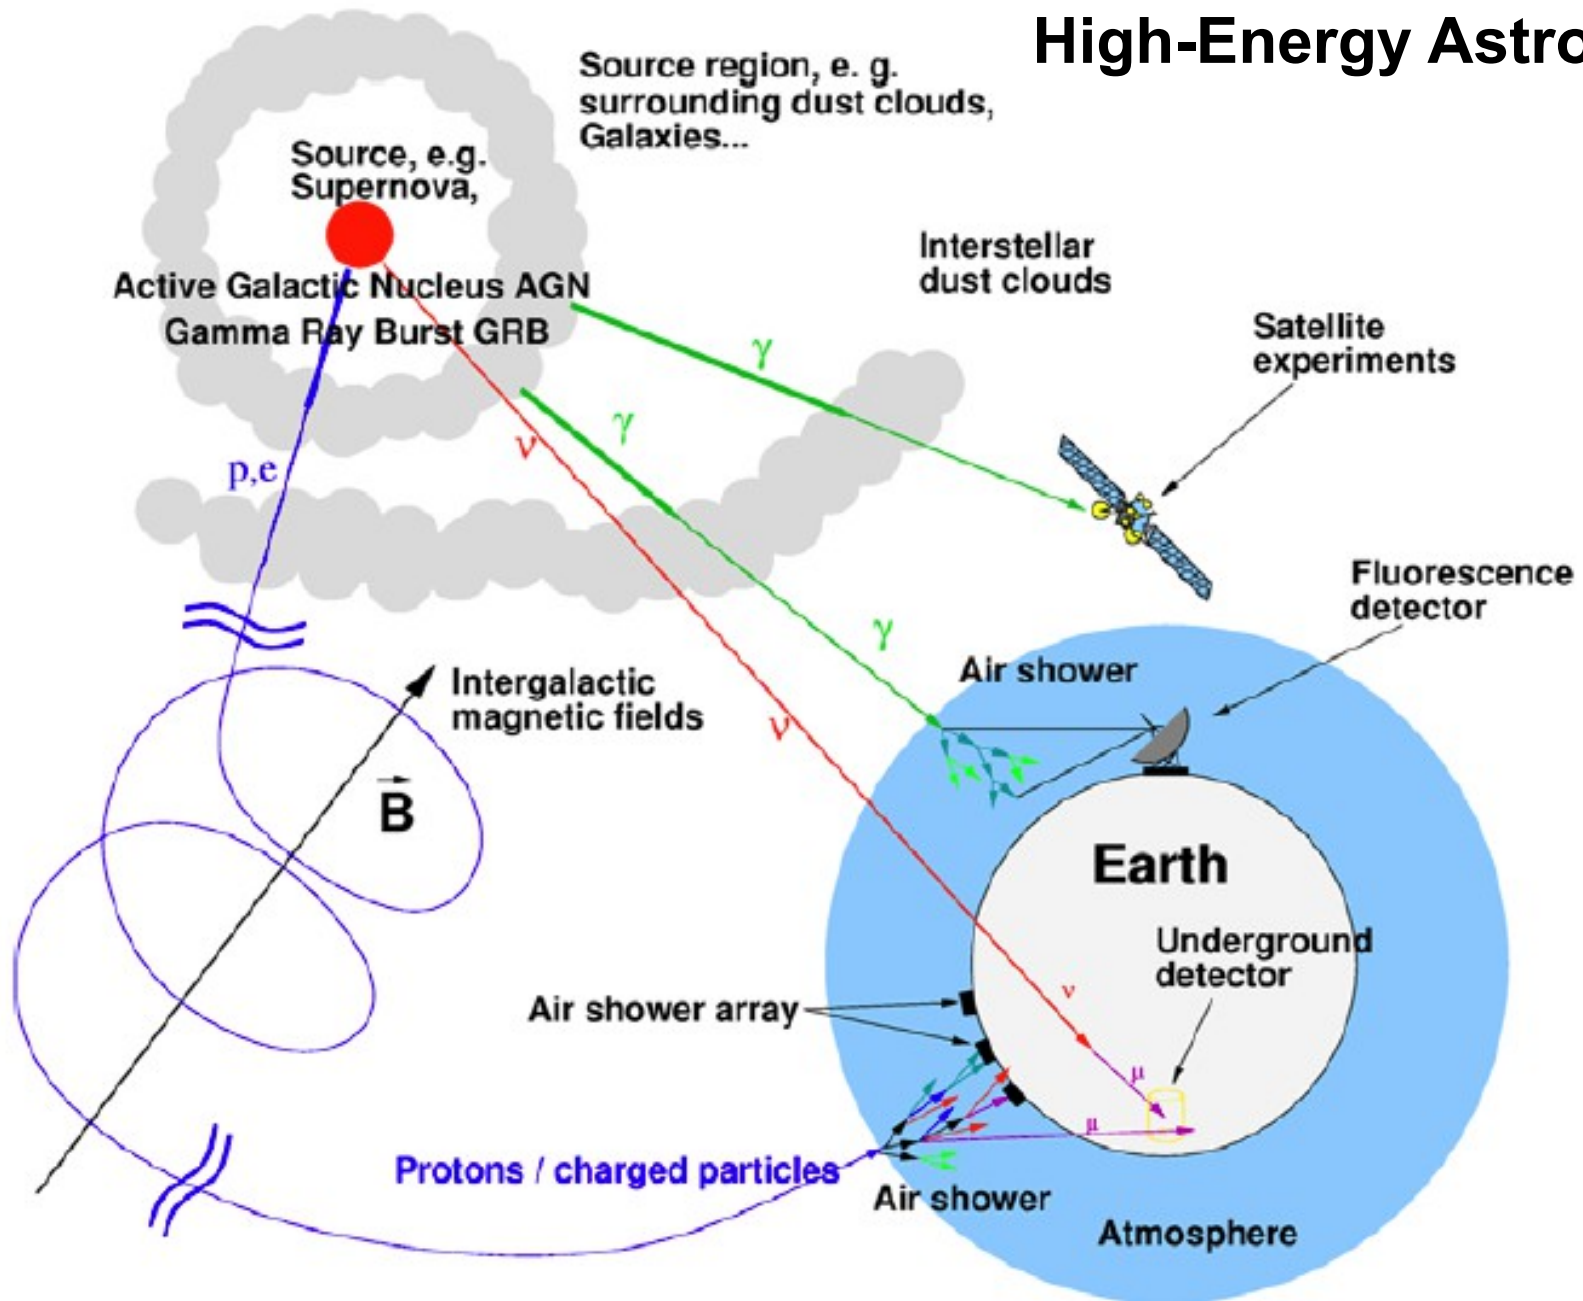 High-Energy Astro
Source region, e. g.
surrounding dust clouds,
Galaxies...
Source, e.g.
Supernova,
Active Galactic Nucleus AGN
Gamma Ray Burst GRB
Interstellar
dust clouds
Satellite
experiments
γ
γ
ν
p,e
Fluorescence
detector
γ
Air shower
Intergalactic
magnetic fields
ν
B
Earth
Underground
detector
ν
Air shower array
μ
μ
Protons / charged particles
Air shower
Atmosphere